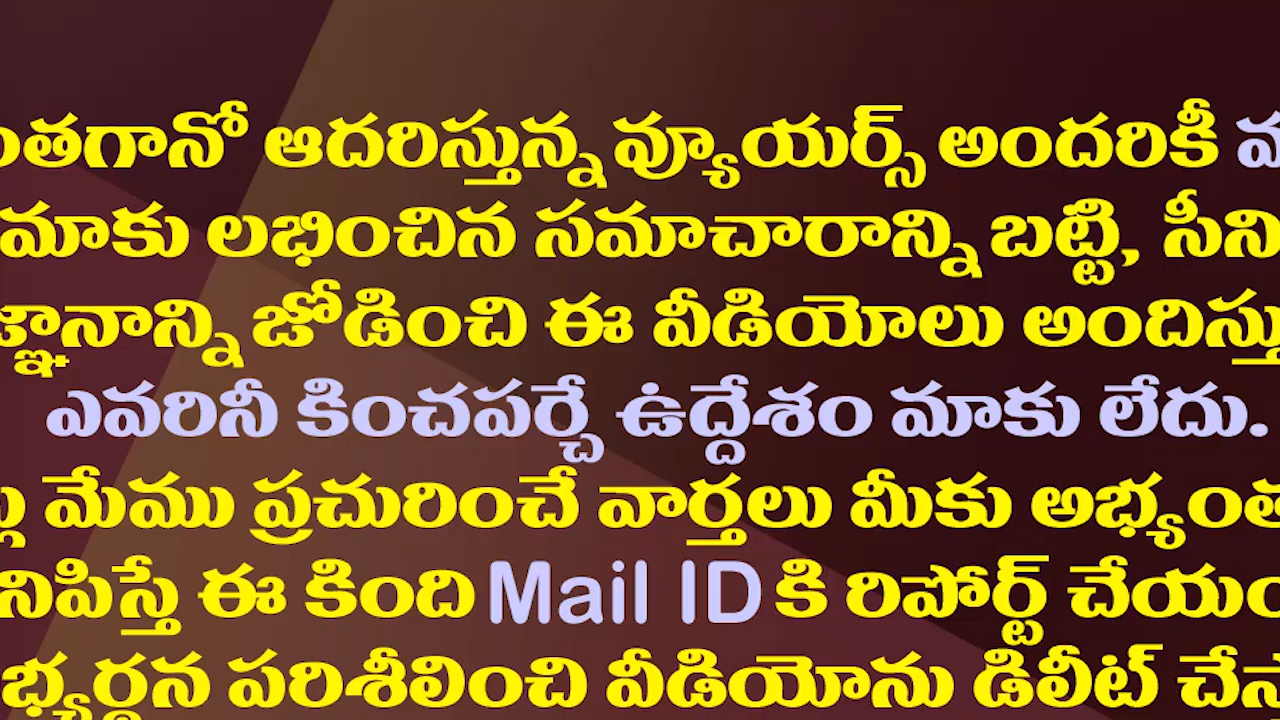 ంతగానో ఆదరిస్తున్న వ్యూయర్స్ అందరికీ
మాకు లభించిన సమాచారాన్ని బట్టి, సీని
జ్ఞానాన్ని జోడించి ఈ వీడియోలు అందిస్తు
ఎవరినీ కించపర్చే ఉద్దేశం మాకు లేదు.
మేము ప్రచురించే వార్తలు మీకు అభ్యంత
నిపిస్తే ఈ కింది Mail ID కి రిపోర్ట్ చేయం
భ్యర్ధన పరిశీలించి వీడియోను డిలీట్ చేస